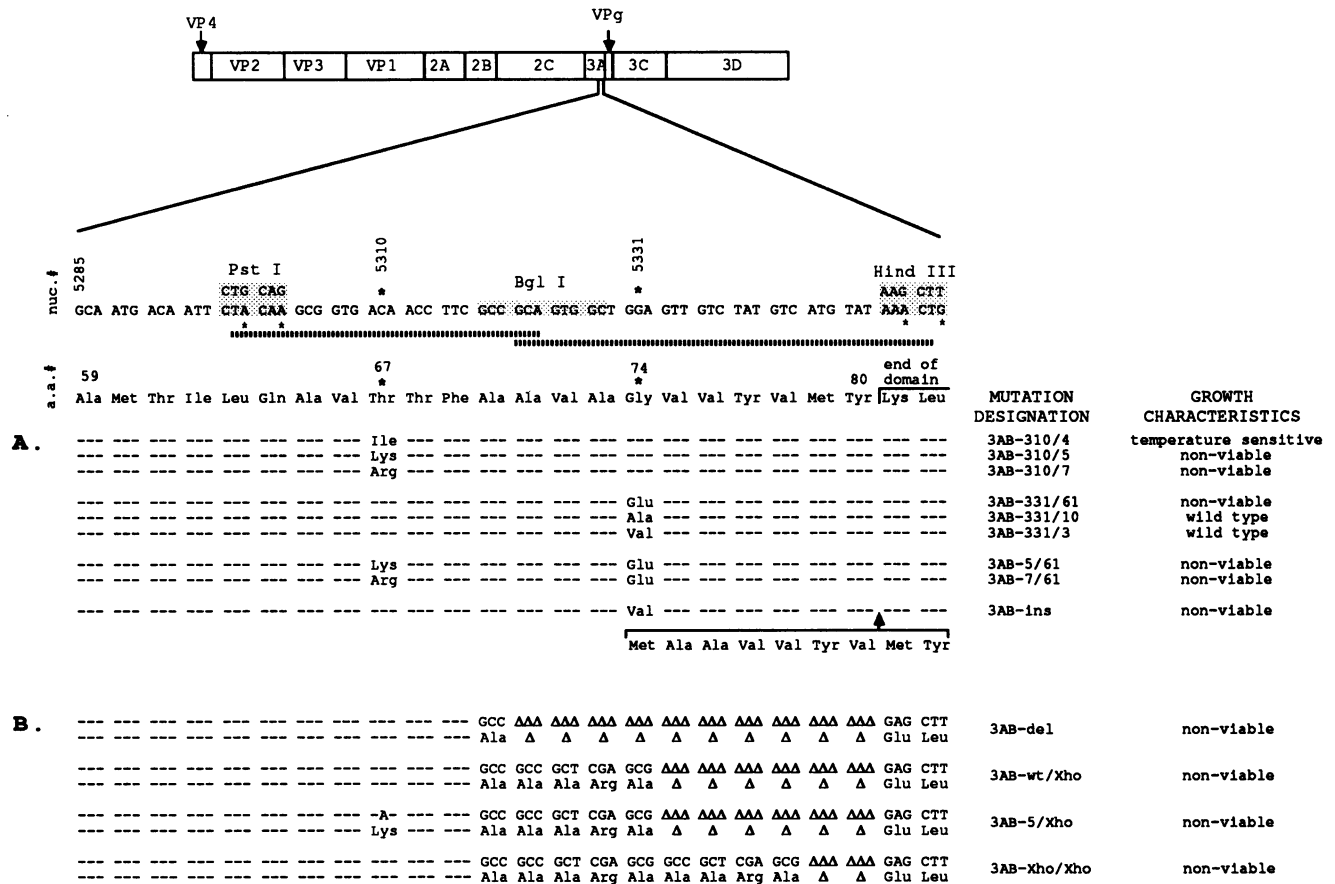 VP4 VPg
VP2 VP3 VP1 2A 2B 2C 3A 3C 3D
nuc.# 5285 5310 5331
Pst I Bgl I Hind III
CTG CAG AAG CTT
GCA ATG ACA ATT CTA CAA GCG GTG ACA ACC TTC GCC GCA GTG GCT GGA GTT GTC TAT GTC ATG TAT AAA CTG
* * * *
a.a.# 59 67 74 80 end of domain
* *
Ala Met Thr Ile Leu Gln Ala Val Thr Thr Phe Ala Ala Val Ala Gly Val Val Tyr Val Met Tyr Lys Leu
MUTATION DESIGNATION GROWTH CHARACTERISTICS
A. --- --- --- --- --- --- --- --- Ile --- --- --- --- --- --- --- --- --- --- --- --- --- --- --- 3AB-310/4 temperature sensitive
--- --- --- --- --- --- --- --- Lys --- --- --- --- --- --- --- --- --- --- --- --- --- --- --- 3AB-310/5 non-viable
--- --- --- --- --- --- --- --- Arg --- --- --- --- --- --- --- --- --- --- --- --- --- --- --- 3AB-310/7 non-viable
--- --- --- --- --- --- --- --- --- --- --- --- --- --- --- Glu --- --- --- --- --- --- --- --- 3AB-331/61 non-viable
--- --- --- --- --- --- --- --- --- --- --- --- --- --- --- Ala --- --- --- --- --- --- --- --- 3AB-331/10 wild type
--- --- --- --- --- --- --- --- --- --- --- --- --- --- --- Val --- --- --- --- --- --- --- --- 3AB-331/3 wild type
--- --- --- --- --- --- --- --- Lys --- --- --- --- --- --- Glu --- --- --- --- --- --- --- --- 3AB-5/61 non-viable
--- --- --- --- --- --- --- --- Arg --- --- --- --- --- --- Glu --- --- --- --- --- --- --- --- 3AB-7/61 non-viable
--- --- --- --- --- --- --- --- --- --- --- --- --- --- --- Val --- --- --- --- --- --- --- --- 3AB-ins non-viable
Met Ala Ala Val Val Tyr Val Met Tyr
B. --- --- --- --- --- --- --- --- --- --- --- GCC ΔΔΔ ΔΔΔ ΔΔΔ ΔΔΔ ΔΔΔ ΔΔΔ ΔΔΔ ΔΔΔ ΔΔΔ ΔΔΔ GAG CTT 3AB-del non-viable
--- --- --- --- --- --- --- --- --- --- --- Ala Δ Δ Δ Δ Δ Δ Δ Δ Δ Δ Glu Leu
--- --- --- --- --- --- --- --- --- --- --- GCC GCC GCT CGA GCG ΔΔΔ ΔΔΔ ΔΔΔ ΔΔΔ ΔΔΔ ΔΔΔ GAG CTT 3AB-wt/Xho non-viable
--- --- --- --- --- --- --- --- --- --- --- Ala Ala Ala Arg Ala Δ Δ Δ Δ Δ Δ Glu Leu
--- --- --- --- --- --- --- --- -A- --- --- GCC GCC GCT CGA GCG ΔΔΔ ΔΔΔ ΔΔΔ ΔΔΔ ΔΔΔ ΔΔΔ GAG CTT 3AB-5/Xho non-viable
--- --- --- --- --- --- --- --- Lys --- --- Ala Ala Ala Arg Ala Δ Δ Δ Δ Δ Δ Glu Leu
--- --- --- --- --- --- --- --- --- --- --- GCC GCC GCT CGA GCG GCC GCT CGA GCG ΔΔΔ ΔΔΔ GAG CTT 3AB-Xho/Xho non-viable
--- --- --- --- --- --- --- --- --- --- --- Ala Ala Ala Arg Ala Ala Ala Arg Ala Δ Δ Glu Leu